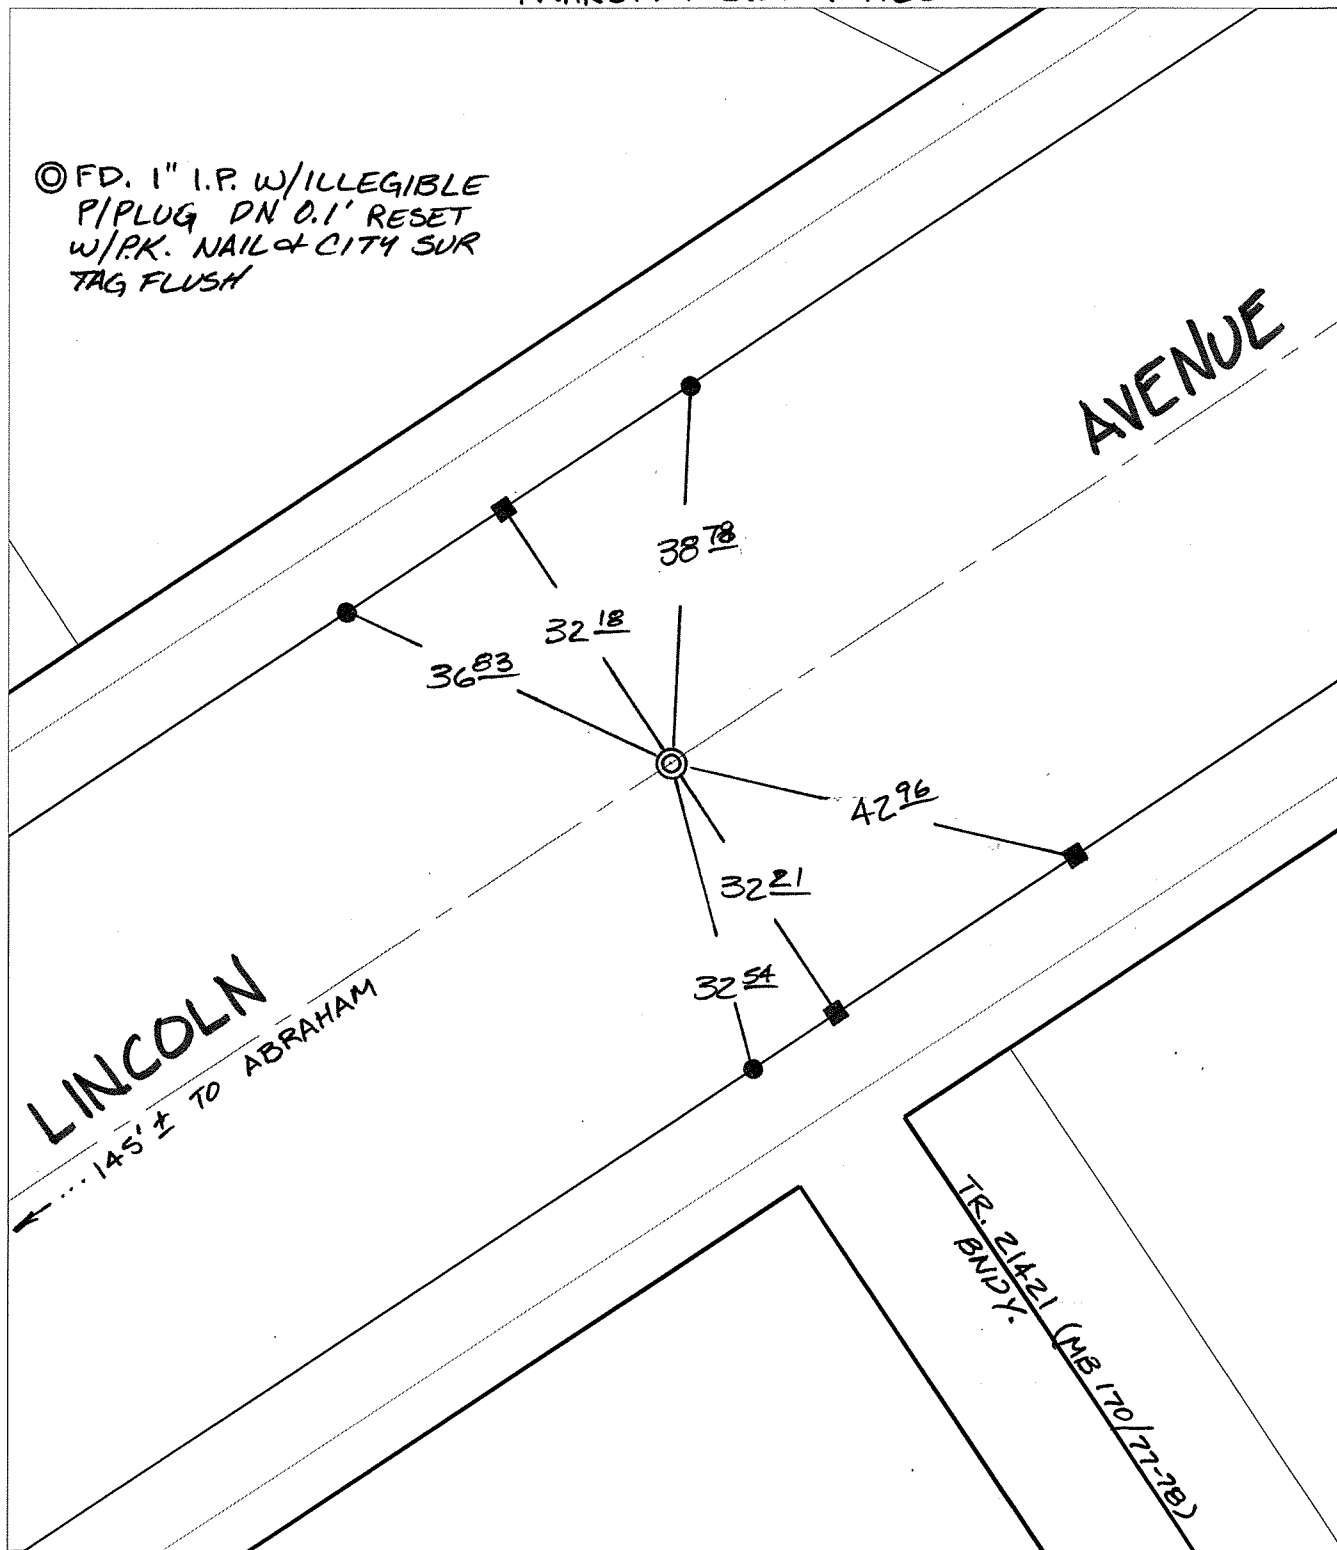 FD. 1" I.P. W/ILLEGIBLE
P/PLUG DN 0.1' RESET
W/P.K. NAIL & CITY SUR
TAG FLUSH
AVENUE
38 78
32 18
36 83
42 96
32 21
32 54
LINCOLN
145' ± TO ABRAHAM
TR. 21421 (MB 170/77-78)
BNDY.